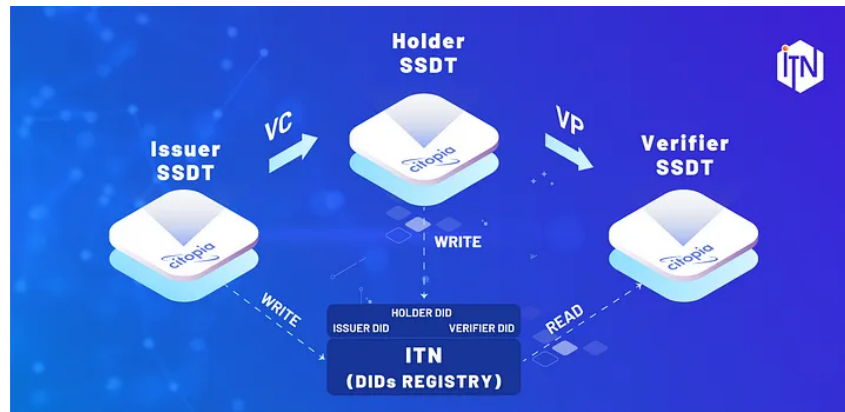 Holder
SSDT
ITN
VC
VP
Issuer
SSDT
citopia
Verifier
SSDT
citopia
citopia
WRITE
WRITE
READ
HOLDER DID
ISSUER DID VERIFIER DID
ITN
(DIDs REGISTRY)